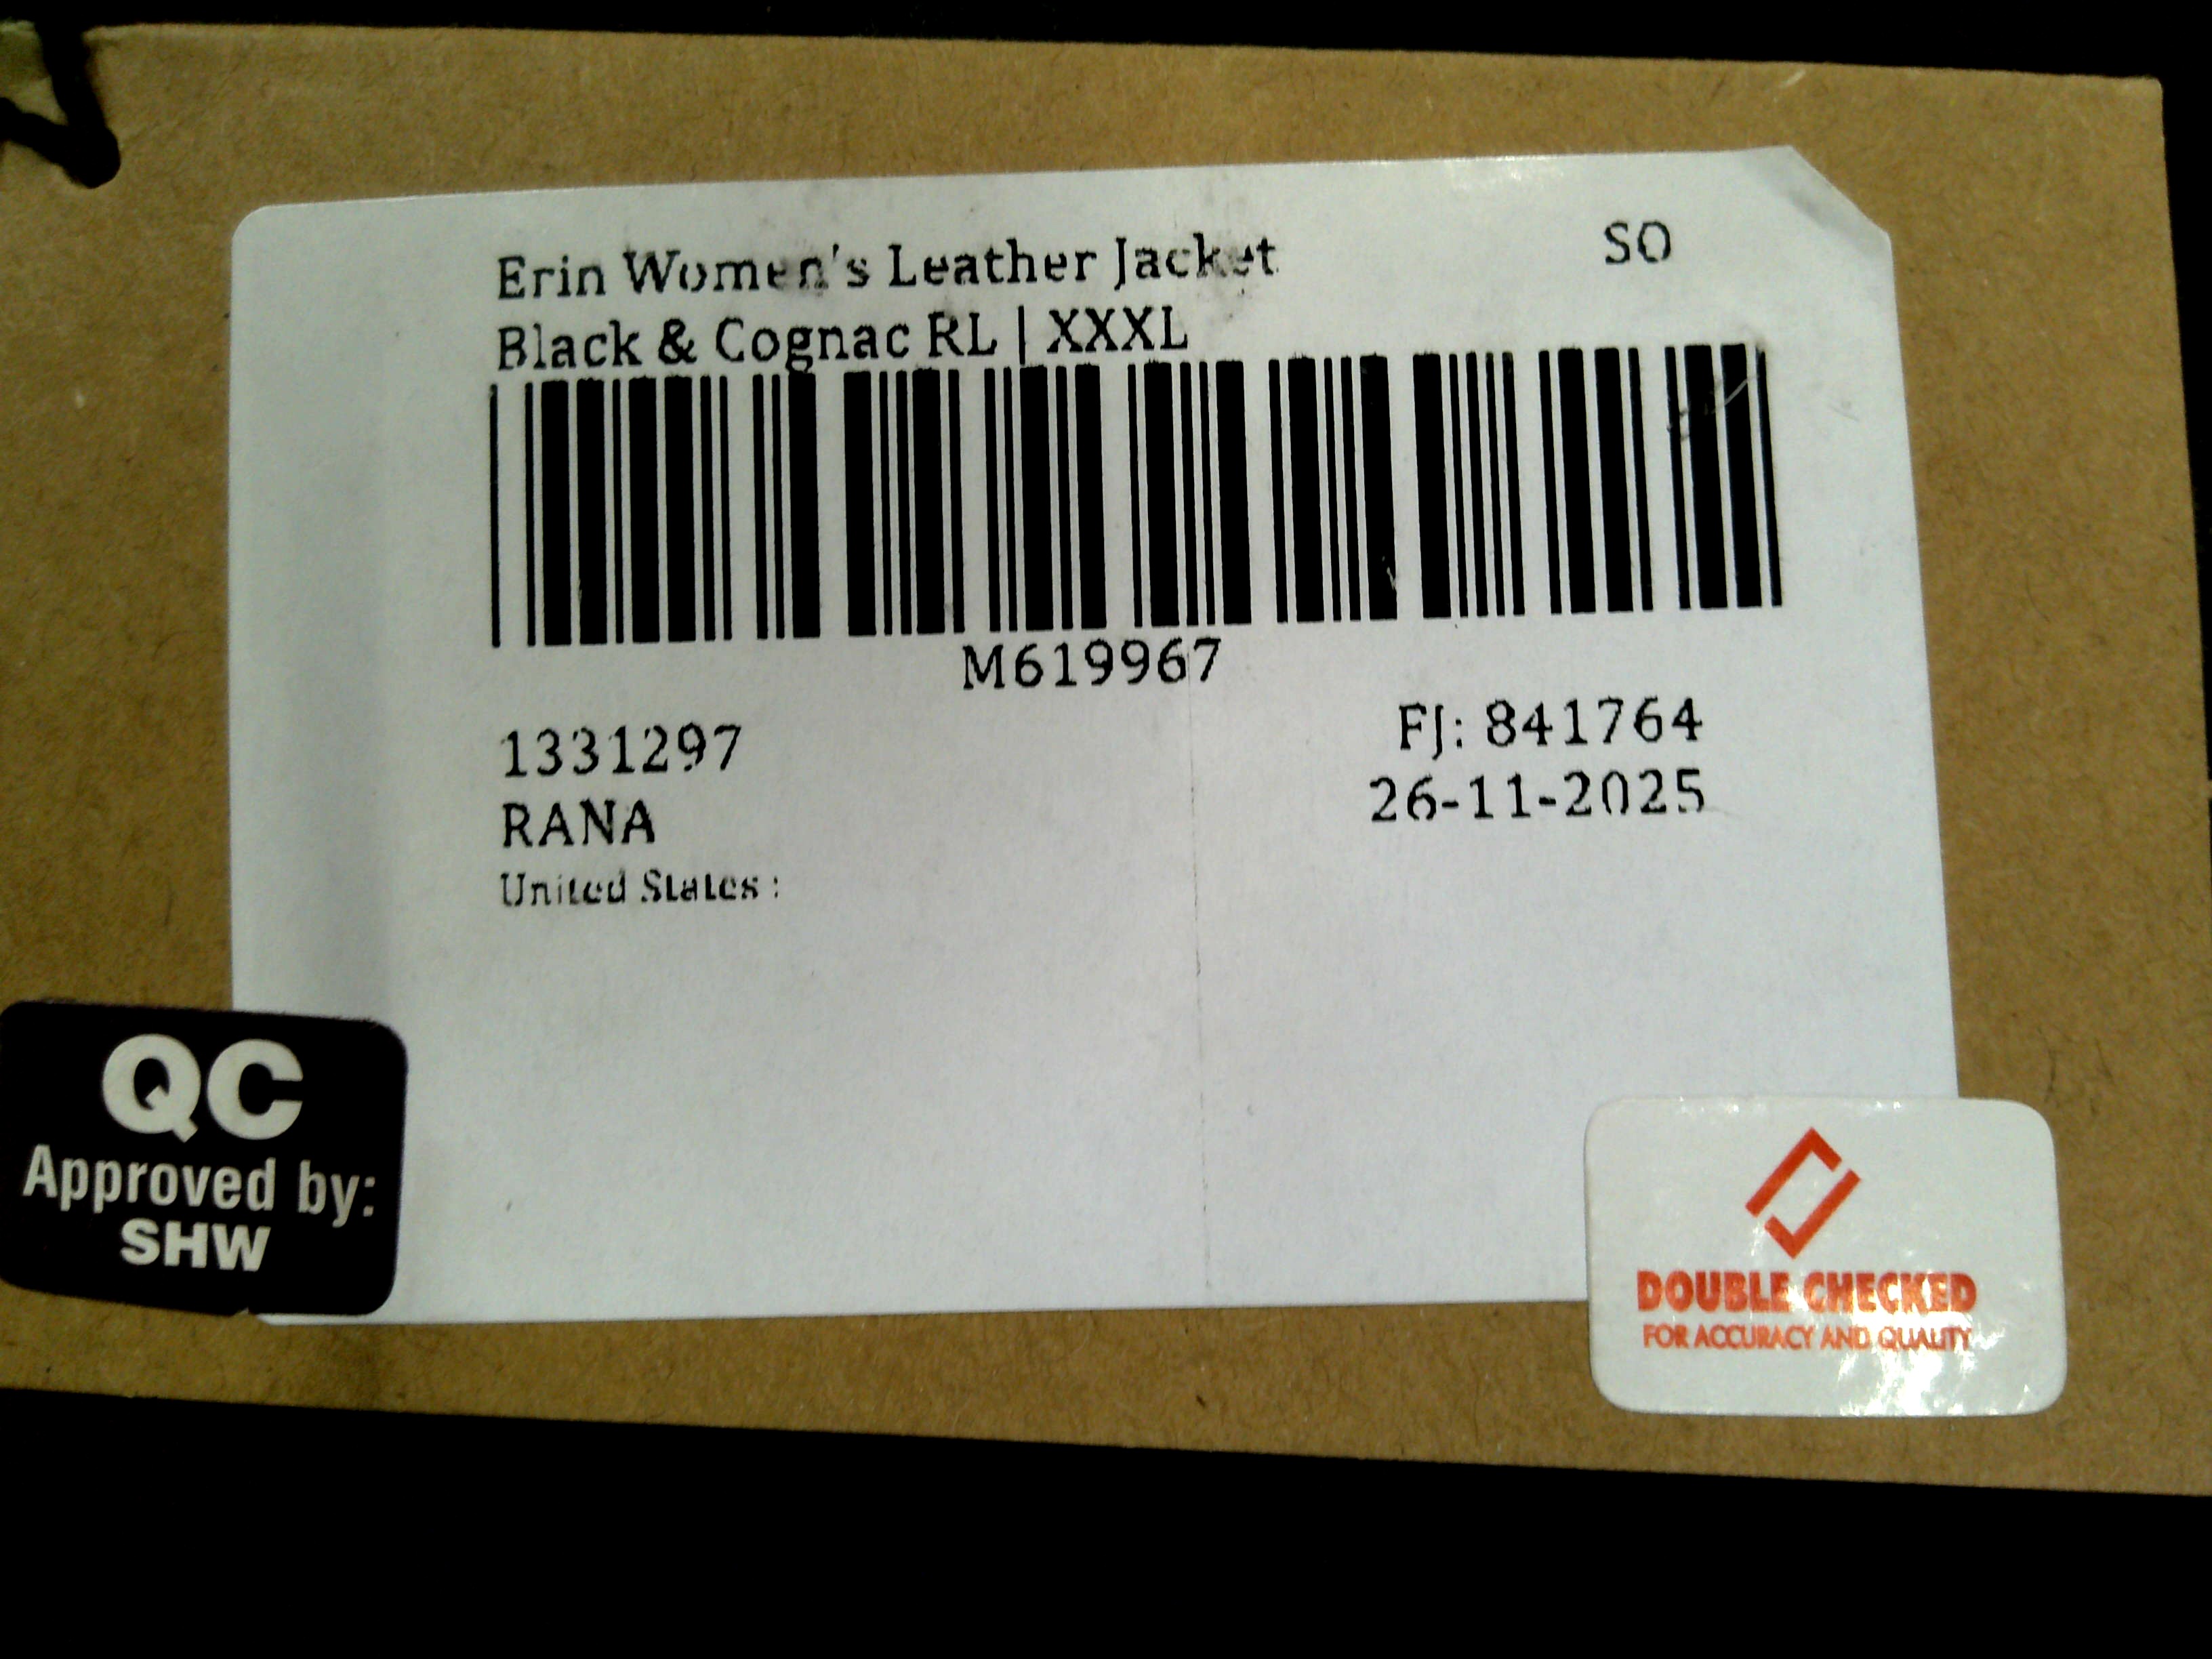 Erin Women's Leather Jacket
SO
Black & Cognac RL | XXXL
M619967
1331297
FJ: 841764
RANA
26-11-2025
United States :
QC
Approved by:
SHW
DOUBLE CHECKED
FOR ACCURACY AND QUALITY